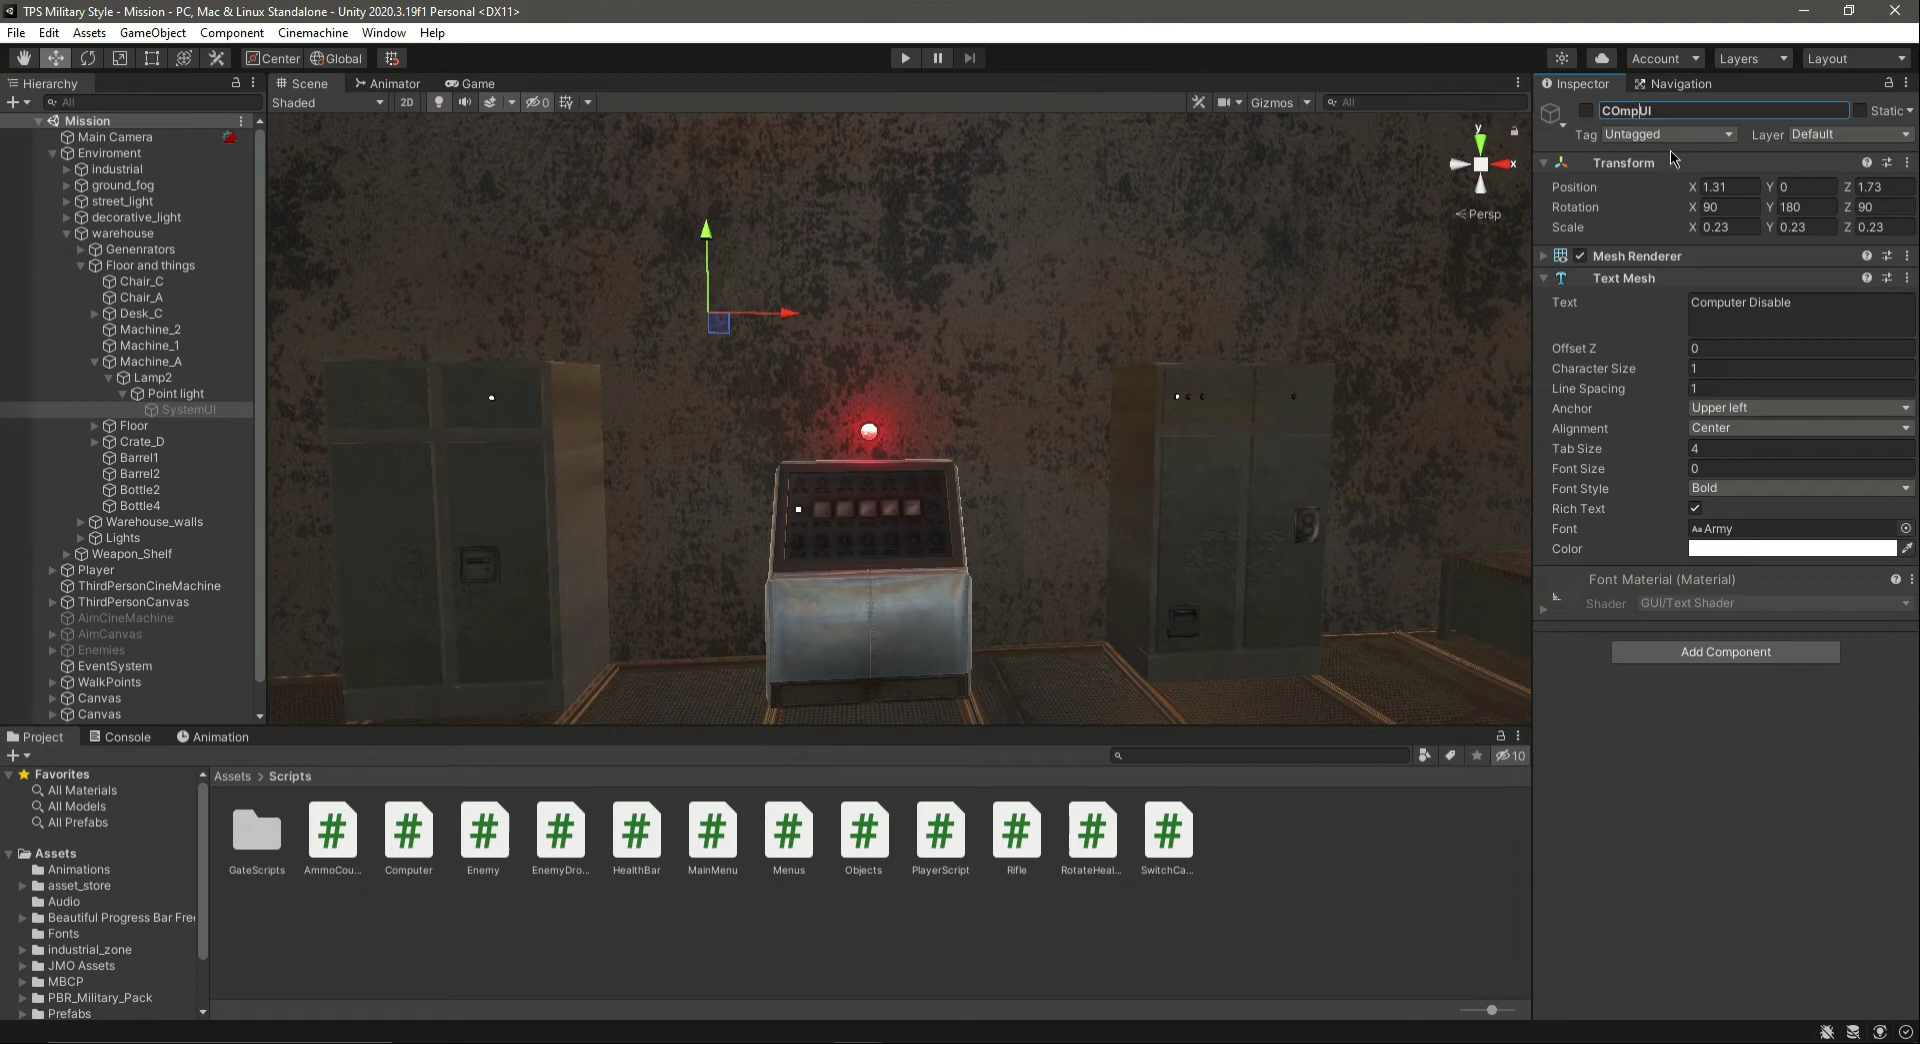 TPS Military Style - Mission - PC, Mac & Linux Standalone - Unity 2020.3.19f1 Personal <DX11>
File Edit Assets GameObject Component Cinemachine Window Help
Center Global Account Layers Layout
Hierarchy
All
Mission
Main Camera
Enviroment
industrial
ground_fog
street_light
decorative_light
warehouse
Genenrators
Floor and things
Chair_C
Chair_A
Desk_C
Machine_2
Machine_1
Machine_A
Lamp2
Point light
SystemUI
Floor
Crate_D
Barrel1
Barrel2
Bottle2
Bottle4
Warehouse_walls
Lights
Weapon_Shelf
Player
ThirdPersonCineMachine
ThirdPersonCanvas
AimCineMachine
AimCanvas
Enemies
EventSystem
WalkPoints
Canvas
Canvas
Scene Animator Game
Shaded 2D 0 Gizmos All
y
x
Persp
8
Inspector Navigation
COmpUI Static
Tag Untagged Layer Default
Transform
Position X 1.31 Y 0 Z 1.73
Rotation X 90 Y 180 Z 90
Scale X 0.23 Y 0.23 Z 0.23
Mesh Renderer
Text Mesh
Text Computer Disable
Offset Z 0
Character Size 1
Line Spacing 1
Anchor Upper left
Alignment Center
Tab Size 4
Font Size 0
Font Style Bold
Rich Text
Font Aa Army
Color
Font Material (Material)
Shader GUI/Text Shader
Add Component
Project Console Animation
10
Favorites
All Materials
All Models
All Prefabs
Assets
Animations
asset_store
Audio
Beautiful Progress Bar Free
Fonts
industrial_zone
JMO Assets
MBCP
PBR_Military_Pack
Prefabs
Assets > Scripts
GateScripts AmmoCou... Computer Enemy EnemyDro... HealthBar MainMenu Menus Objects PlayerScript Rifle RotateHeal... SwitchCa...